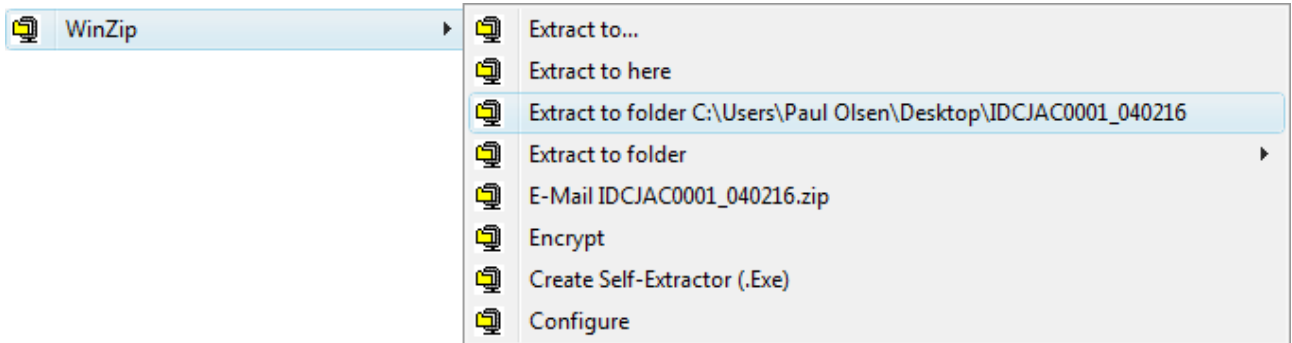 WinZip
Extract to...
Extract to here
Extract to folder C:\Users\Paul Olsen\Desktop\IDCJAC0001_040216
Extract to folder
E-Mail IDCJAC0001_040216.zip
Encrypt
Create Self-Extractor (.Exe)
Configure